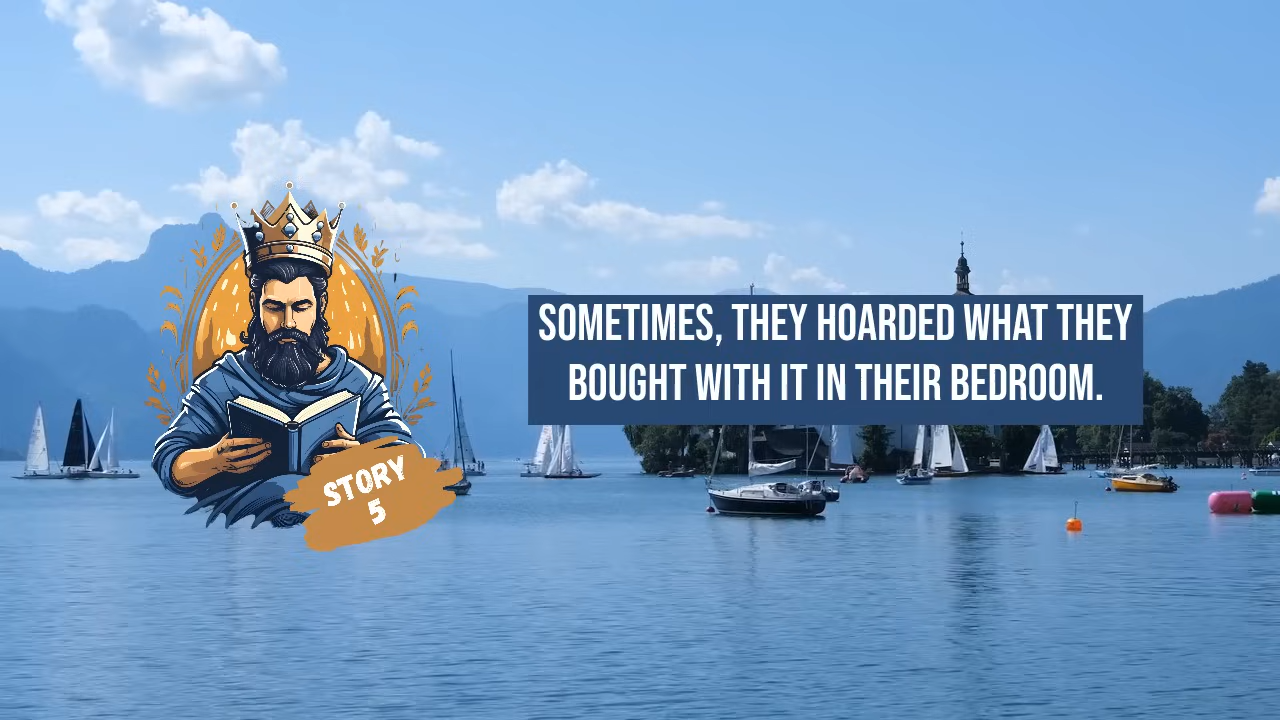 SOMETIMES, THEY HOARDED WHAT THEY
BOUGHT WITH IT IN THEIR BEDROOM.
STORY
5